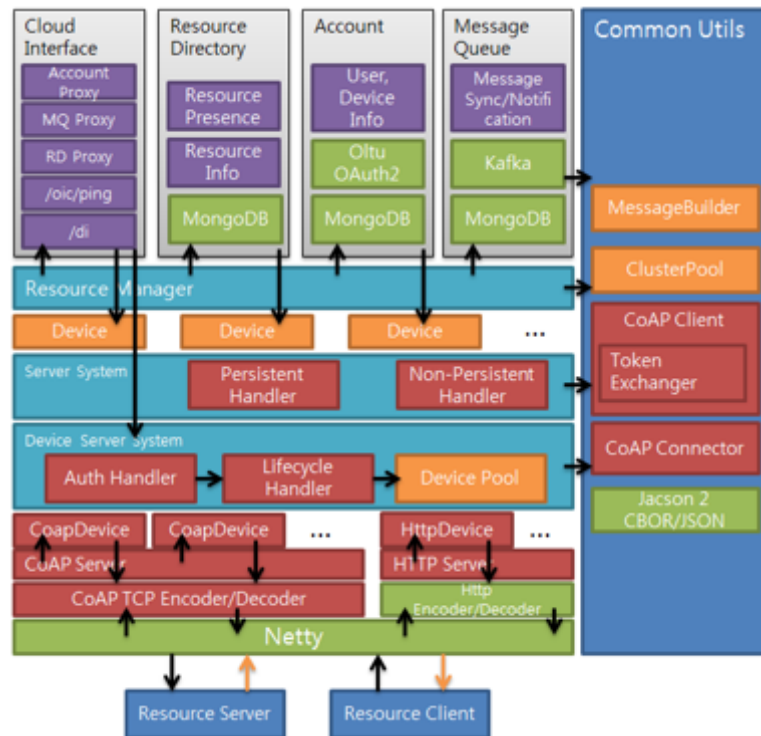 Cloud
Interface
Account
Proxy
MQ Proxy
RD Proxy
/oic/ping
/di
Resource
Directory
Resource
Presence
Resource
Info
MongoDB
Account
User,
Device
Info
Oltu
OAuth2
MongoDB
Message
Queue
Message
Sync/Notifi
cation
Kafka
MongoDB
Common Utils
MessageBuilder
ClusterPool
CoAP Client
Token
Exchanger
CoAP Connector
Jacson 2
CBOR/JSON
Resource Manager
Device
Device
Device
...
Server System
Persistent
Handler
Non-Persistent
Handler
Device Server System
Auth Handler
Lifecycle
Handler
Device Pool
CoapDevice
CoapDevice
...
HttpDevice
...
CoAP Server
HTTP Server
CoAP TCP Encoder/Decoder
Http
Encoder/Decoder
Netty
Resource Server
Resource Client